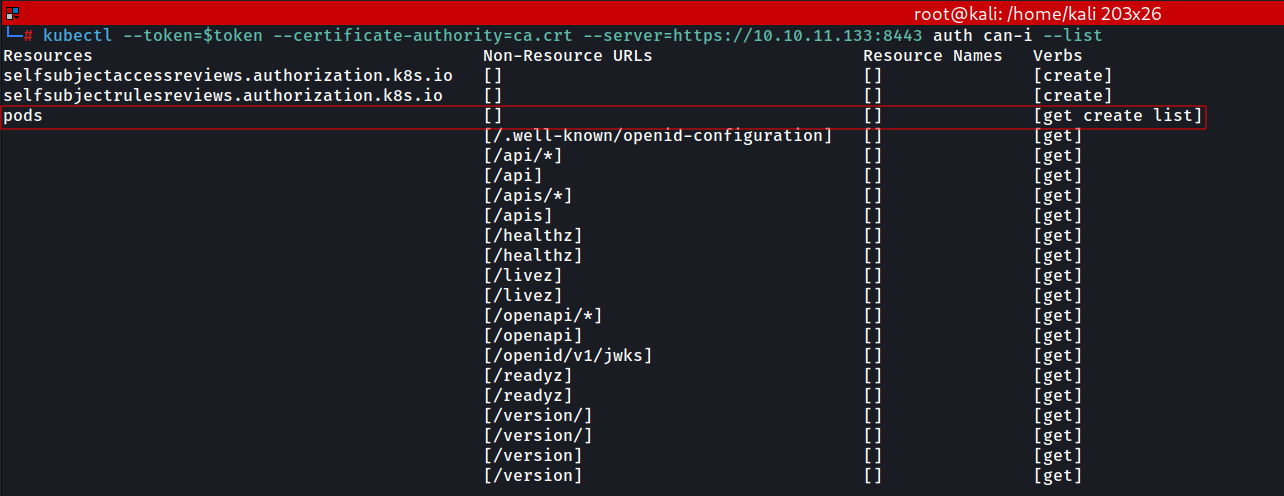 root@kali: /home/kali 203x26
└─# kubectl --token=$token --certificate-authority=ca.crt --server=https://10.10.11.133:8443 auth can-i --list
Resources Non-Resource URLs Resource Names Verbs
selfsubjectaccessreviews.authorization.k8s.io [] [] [create]
selfsubjectrulesreviews.authorization.k8s.io [] [] [create]
pods [] [] [get create list]
[/.well-known/openid-configuration] [] [get]
[/api/*] [] [get]
[/api] [] [get]
[/apis/*] [] [get]
[/apis] [] [get]
[/healthz] [] [get]
[/healthz] [] [get]
[/livez] [] [get]
[/livez] [] [get]
[/openapi/*] [] [get]
[/openapi] [] [get]
[/openid/v1/jwks] [] [get]
[/readyz] [] [get]
[/readyz] [] [get]
[/version/] [] [get]
[/version/] [] [get]
[/version] [] [get]
[/version] [] [get]